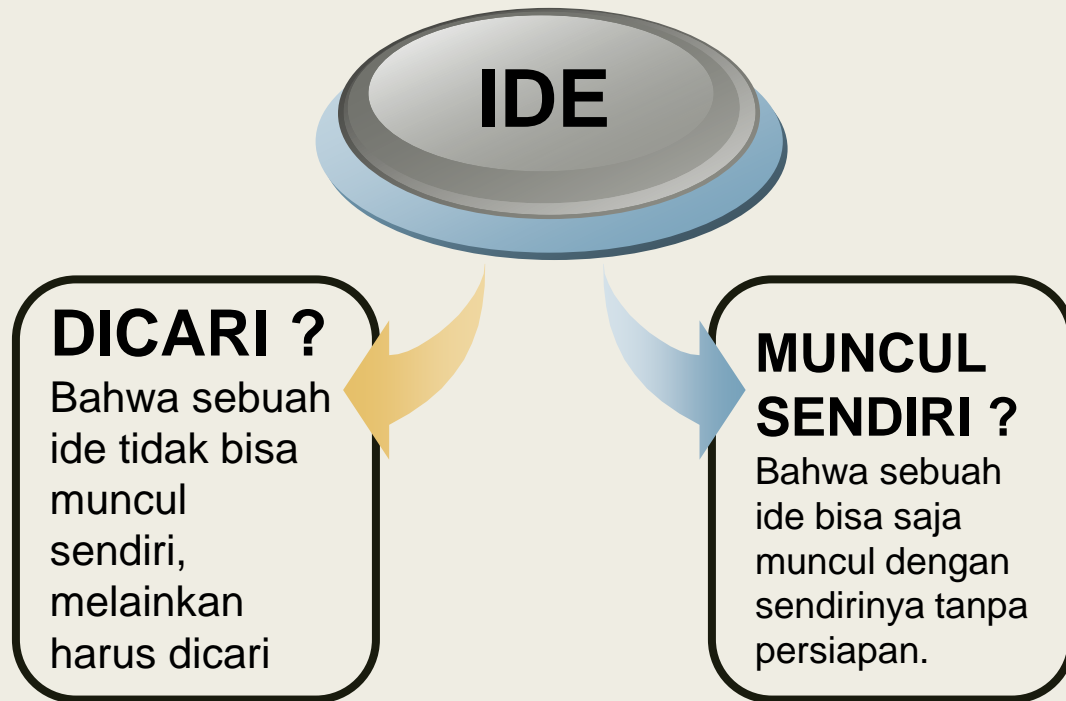 IDE
DICARI ?
Bahwa sebuah
ide tidak bisa
muncul
sendiri,
melainkan
harus dicari
MUNCUL
SENDIRI ?
Bahwa sebuah
ide bisa saja
muncul dengan
sendirinya tanpa
persiapan.